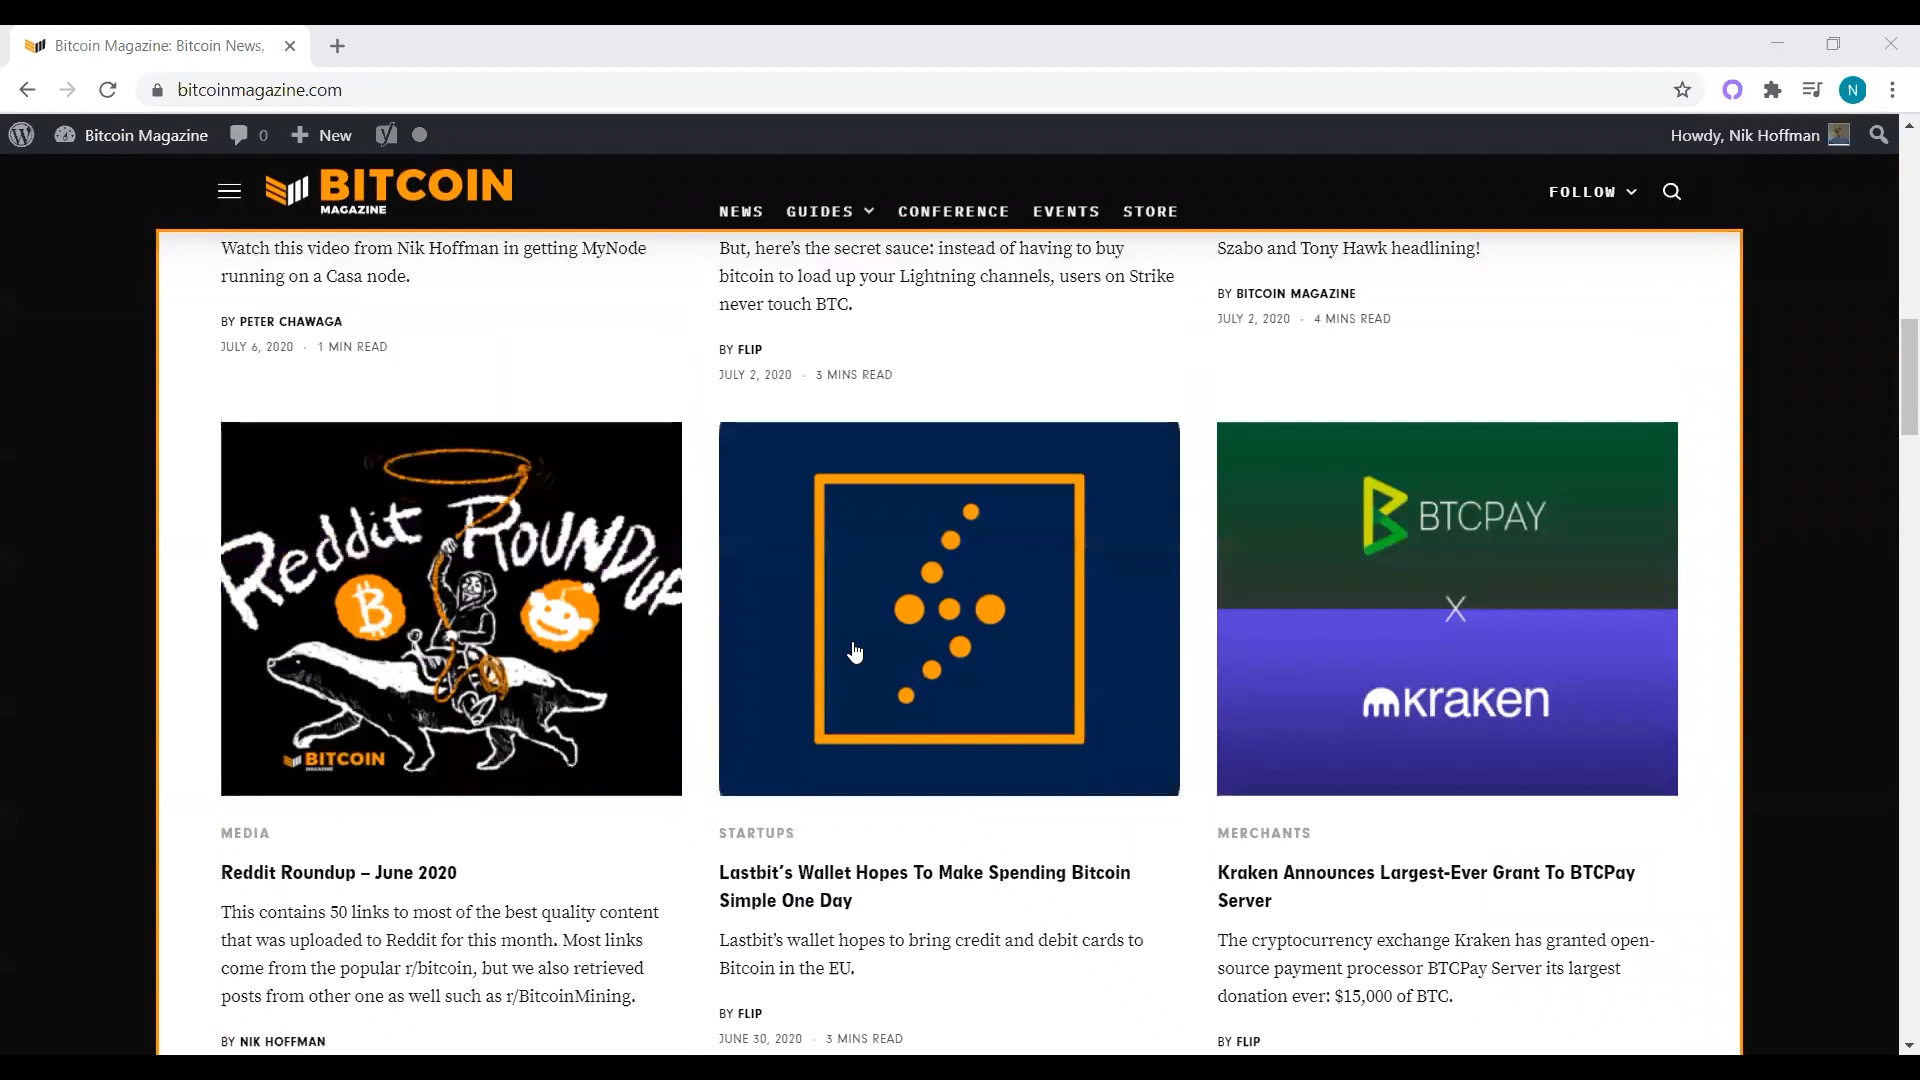 Bitcoin Magazine: Bitcoin News,
bitcoinmagazine.com
N
Bitcoin Magazine
0
New
Howdy, Nik Hoffman
BITCOIN
MAGAZINE
NEWS GUIDES CONFERENCE EVENTS STORE
FOLLOW
Watch this video from Nik Hoffman in getting MyNode
running on a Casa node.
BY PETER CHAWAGA
JULY 6, 2020 · 1 MIN READ
But, here’s the secret sauce: instead of having to buy
bitcoin to load up your Lightning channels, users on Strike
never touch BTC.
BY FLIP
JULY 2, 2020 · 3 MINS READ
Szabo and Tony Hawk headlining!
BY BITCOIN MAGAZINE
JULY 2, 2020 · 4 MINS READ
Reddit ROUNDUP
BITCOIN
MAGAZINE
MEDIA
Reddit Roundup – June 2020
This contains 50 links to most of the best quality content
that was uploaded to Reddit for this month. Most links
come from the popular r/bitcoin, but we also retrieved
posts from other one as well such as r/BitcoinMining.
BY NIK HOFFMAN
STARTUPS
Lastbit’s Wallet Hopes To Make Spending Bitcoin
Simple One Day
Lastbit’s wallet hopes to bring credit and debit cards to
Bitcoin in the EU.
BY FLIP
JUNE 30, 2020 · 3 MINS READ
BTCPAY
X
kraken
MERCHANTS
Kraken Announces Largest-Ever Grant To BTCPay
Server
The cryptocurrency exchange Kraken has granted open-
source payment processor BTCPay Server its largest
donation ever: $15,000 of BTC.
BY FLIP